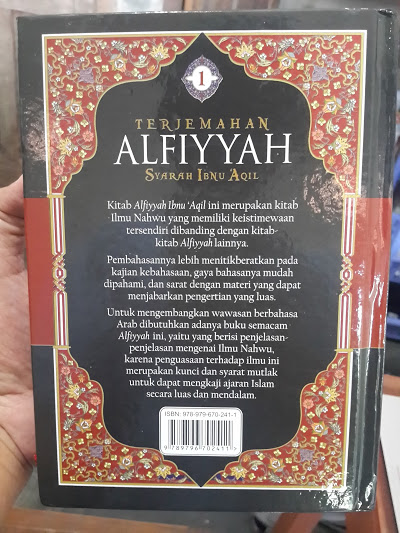 1
TERJEMAHAN
ALFIYYAH
SYARAH IBNU AQIL
Kitab Alfiyyah Ibnu 'Aqil ini merupakan kitab
Ilmu Nahwu yang memiliki keistimewaan
tersendiri dibanding dengan kitab-
kitab Alfiyyah lainnya.
Pembahasannya lebih menitikberatkan pada
kajian kebahasaan, gaya bahasanya mudah
dipahami, dan sarat dengan materi yang dapat
menjabarkan pengertian yang luas.
Untuk mengembangkan wawasan berbahasa
Arab dibutuhkan adanya buku semacam
Alfiyyah ini, yaitu yang berisi penjelasan-
penjelasan mengenai Ilmu Nahwu,
karena penguasaan terhadap ilmu ini
merupakan kunci dan syarat mutlak
untuk dapat mengkaji ajaran Islam
secara luas dan mendalam.
ISBN: 978-979-670-241-1
9 789796 702411